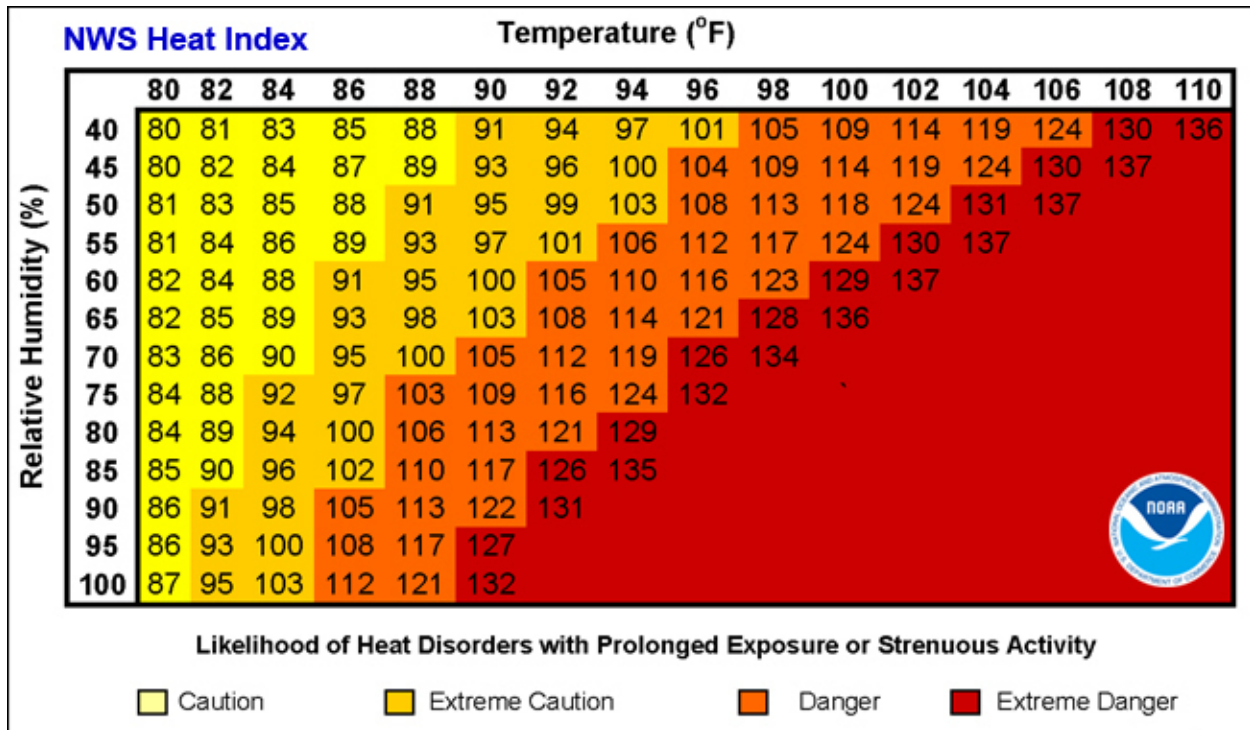 NWS Heat Index
Temperature (°F)
80 82 84 86 88 90 92 94 96 98 100 102 104 106 108 110
Relative Humidity (%)
40 80 81 83 85 88 91 94 97 101 105 109 114 119 124 130 136
45 80 82 84 87 89 93 96 100 104 109 114 119 124 130 137
50 81 83 85 88 91 95 99 103 108 113 118 124 131 137
55 81 84 86 89 93 97 101 106 112 117 124 130 137
60 82 84 88 91 95 100 105 110 116 123 129 137
65 82 85 89 93 98 103 108 114 121 128 136
70 83 86 90 95 100 105 112 119 126 134
75 84 88 92 97 103 109 116 124 132 `
80 84 89 94 100 106 113 121 129
85 85 90 96 102 110 117 126 135
90 86 91 98 105 113 122 131
95 86 93 100 108 117 127
100 87 95 103 112 121 132
NATIONAL OCEANIC AND ATMOSPHERIC ADMINISTRATION
NOAA
U.S. DEPARTMENT OF COMMERCE
Likelihood of Heat Disorders with Prolonged Exposure or Strenuous Activity
Caution Extreme Caution Danger Extreme Danger